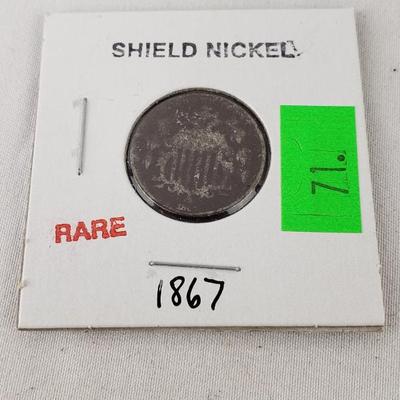 SHIELD NICKEL
71.
RARE
1867